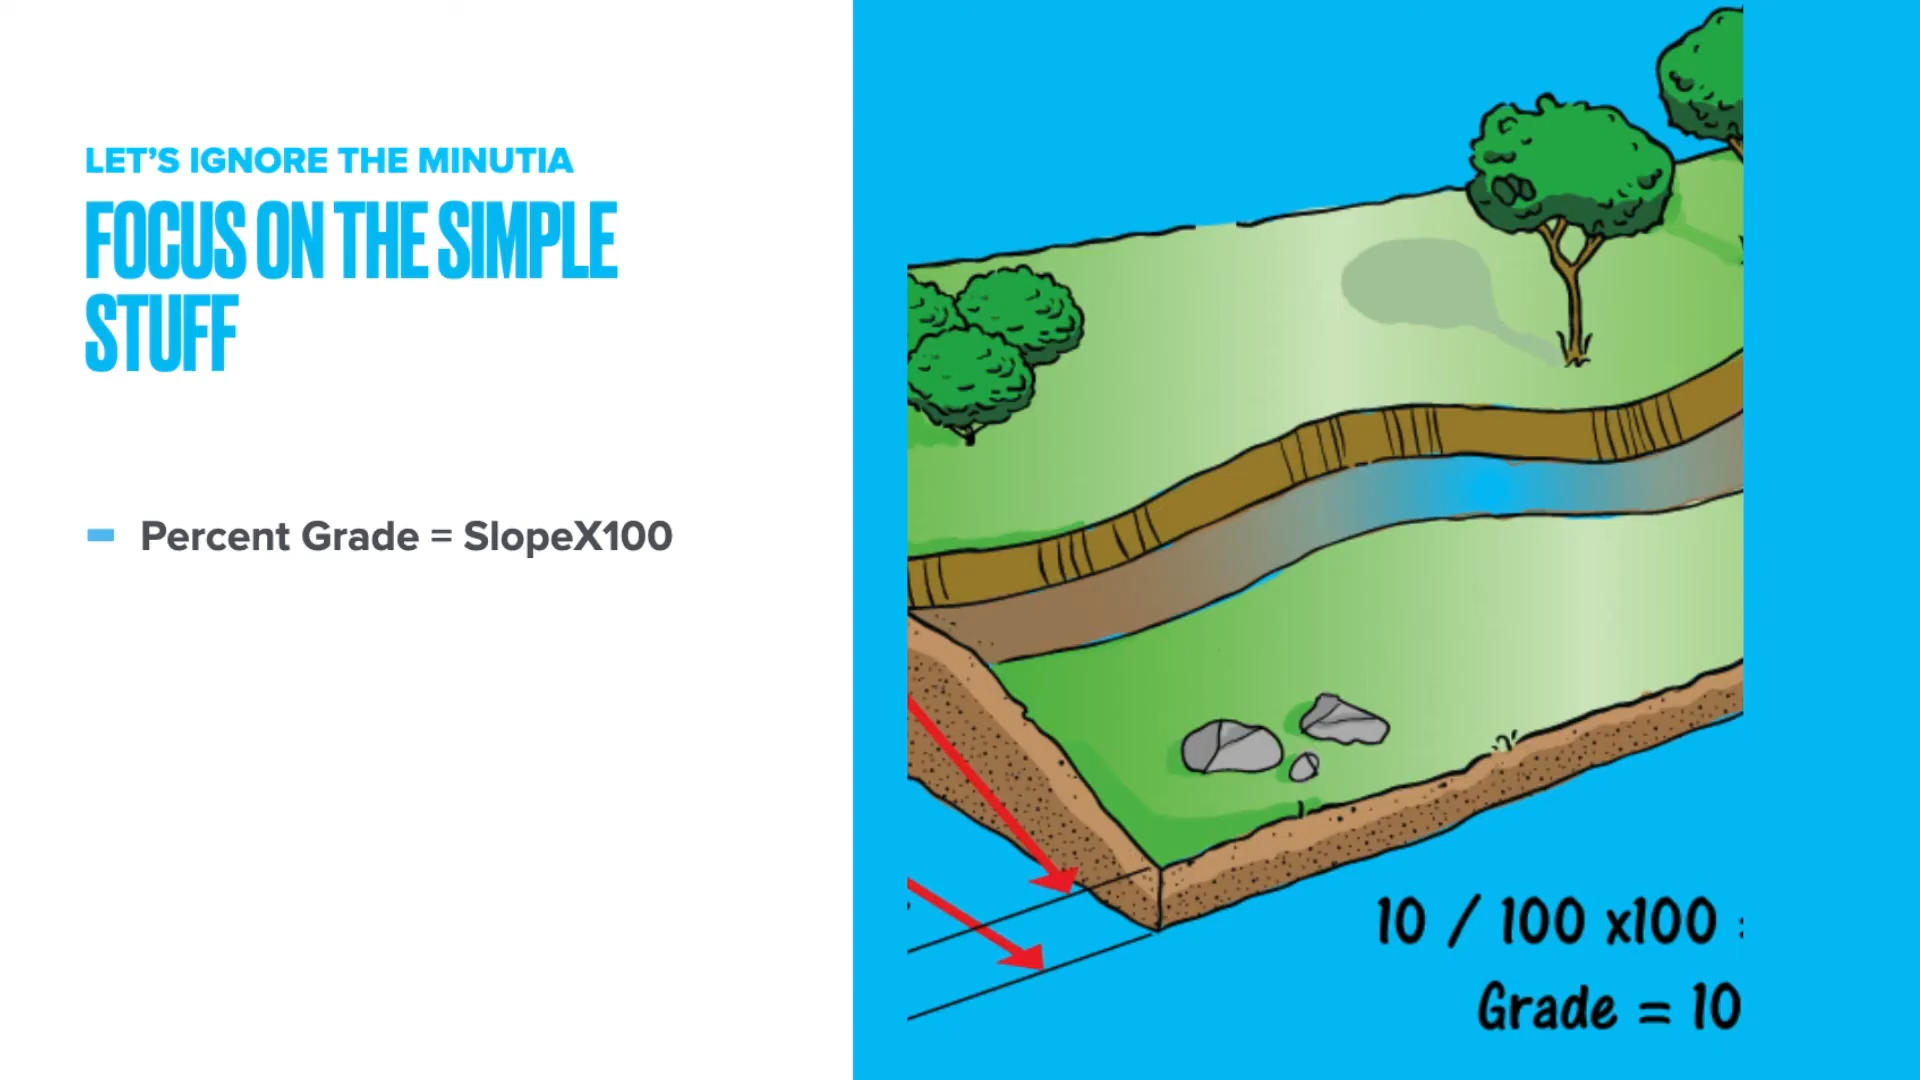 LET’S IGNORE THE MINUTIA
FOCUS ON THE SIMPLE
STUFF
Percent Grade = SlopeX100
10 / 100 x100
Grade = 10